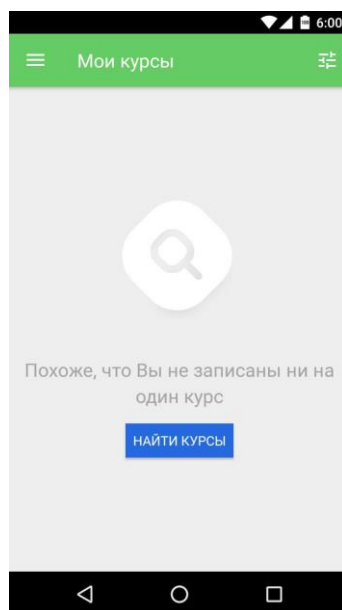 6:00
Мои курсы
Похоже, что Вы не записаны ни на
один курс
НАЙТИ КУРСЫ